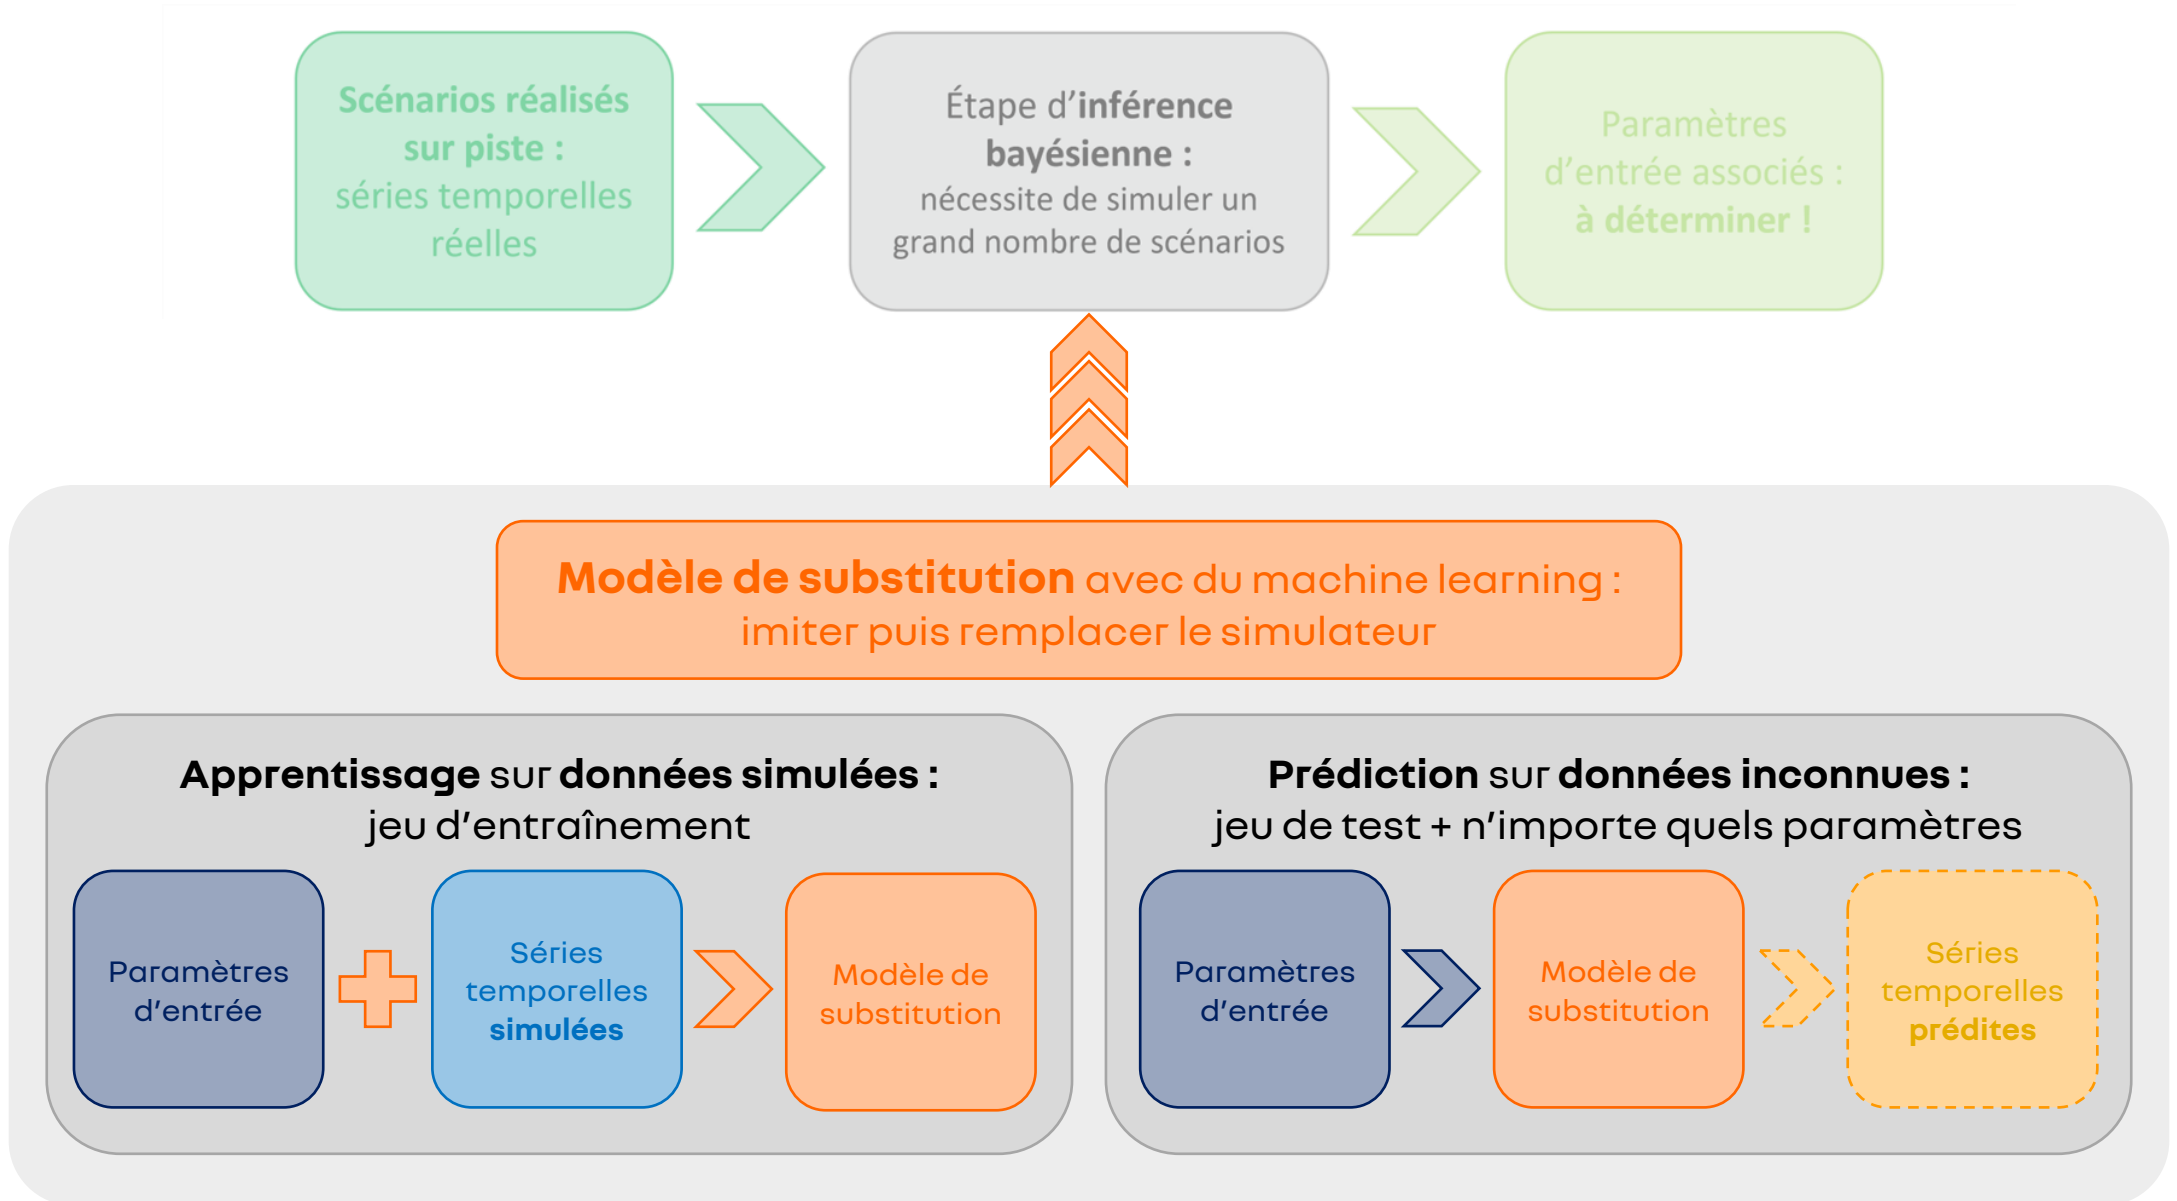 Scénarios réalisés
sur piste :
séries temporelles
réelles
Étape d’inférence
bayésienne :
nécessite de simuler un
grand nombre de scénarios
Paramètres
d’entrée associés :
à déterminer !
Modèle de substitution avec du machine learning :
imiter puis remplacer le simulateur
Apprentissage sur données simulées :
jeu d’entraînement
Paramètres
d’entrée
Séries
temporelles
simulées
Modèle de
substitution
Prédiction sur données inconnues :
jeu de test + n’importe quels paramètres
Paramètres
d’entrée
Modèle de
substitution
Séries
temporelles
prédites